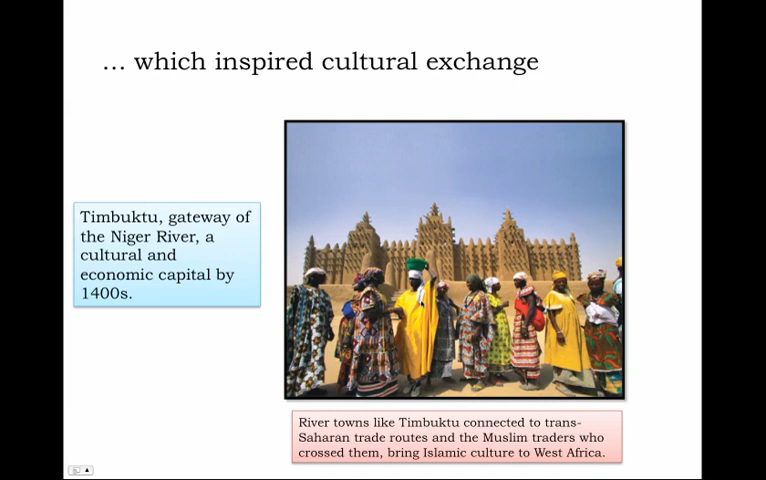 … which inspired cultural exchange
Timbuktu, gateway of
the Niger River, a
cultural and
economic capital by
1400s.
River towns like Timbuktu connected to trans-
Saharan trade routes and the Muslim traders who
crossed them, bring Islamic culture to West Africa.